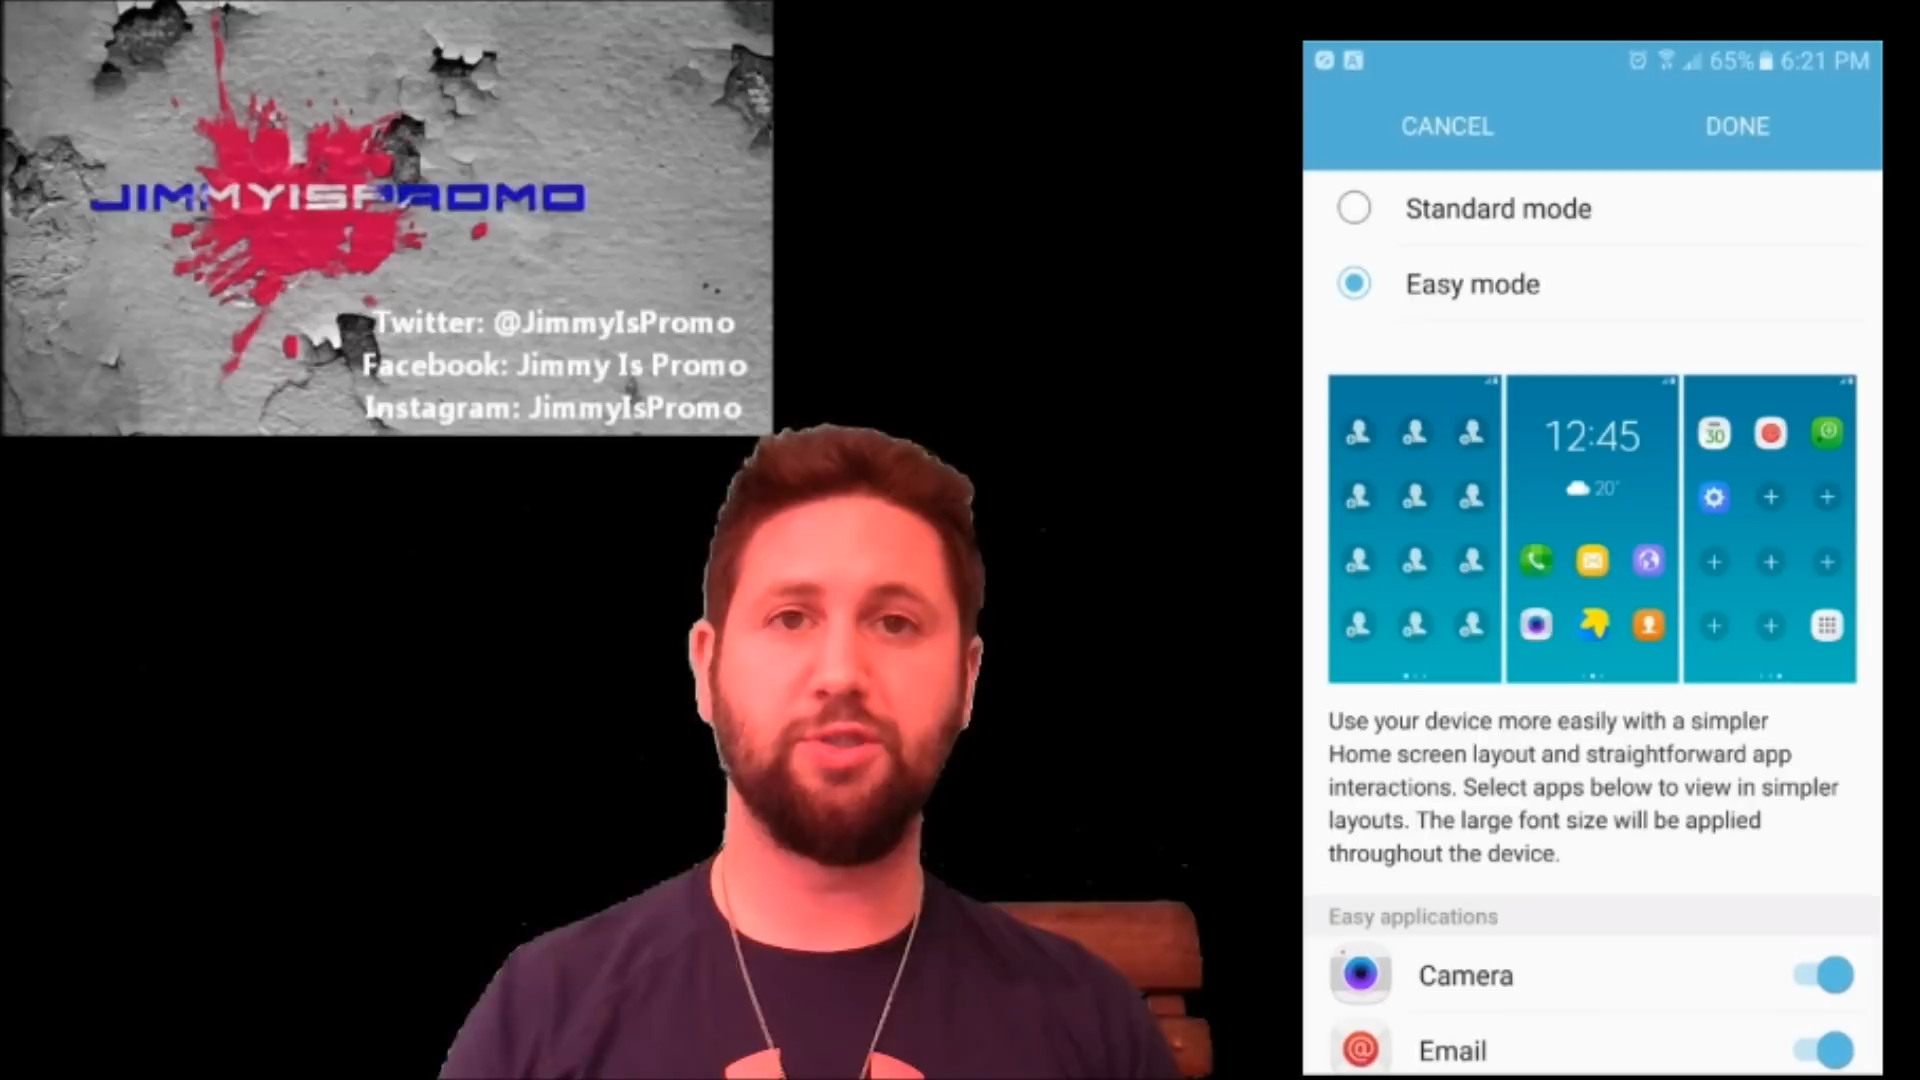 JIMMYISPROMO
Twitter: @JimmyIsPromo
Facebook: Jimmy Is Promo
Instagram: JimmyIsPromo
65% 6:21 PM
CANCEL DONE
Standard mode
Easy mode
12:45
20°
30
Use your device more easily with a simpler
Home screen layout and straightforward app
interactions. Select apps below to view in simpler
layouts. The large font size will be applied
throughout the device.
Easy applications
Camera
Email